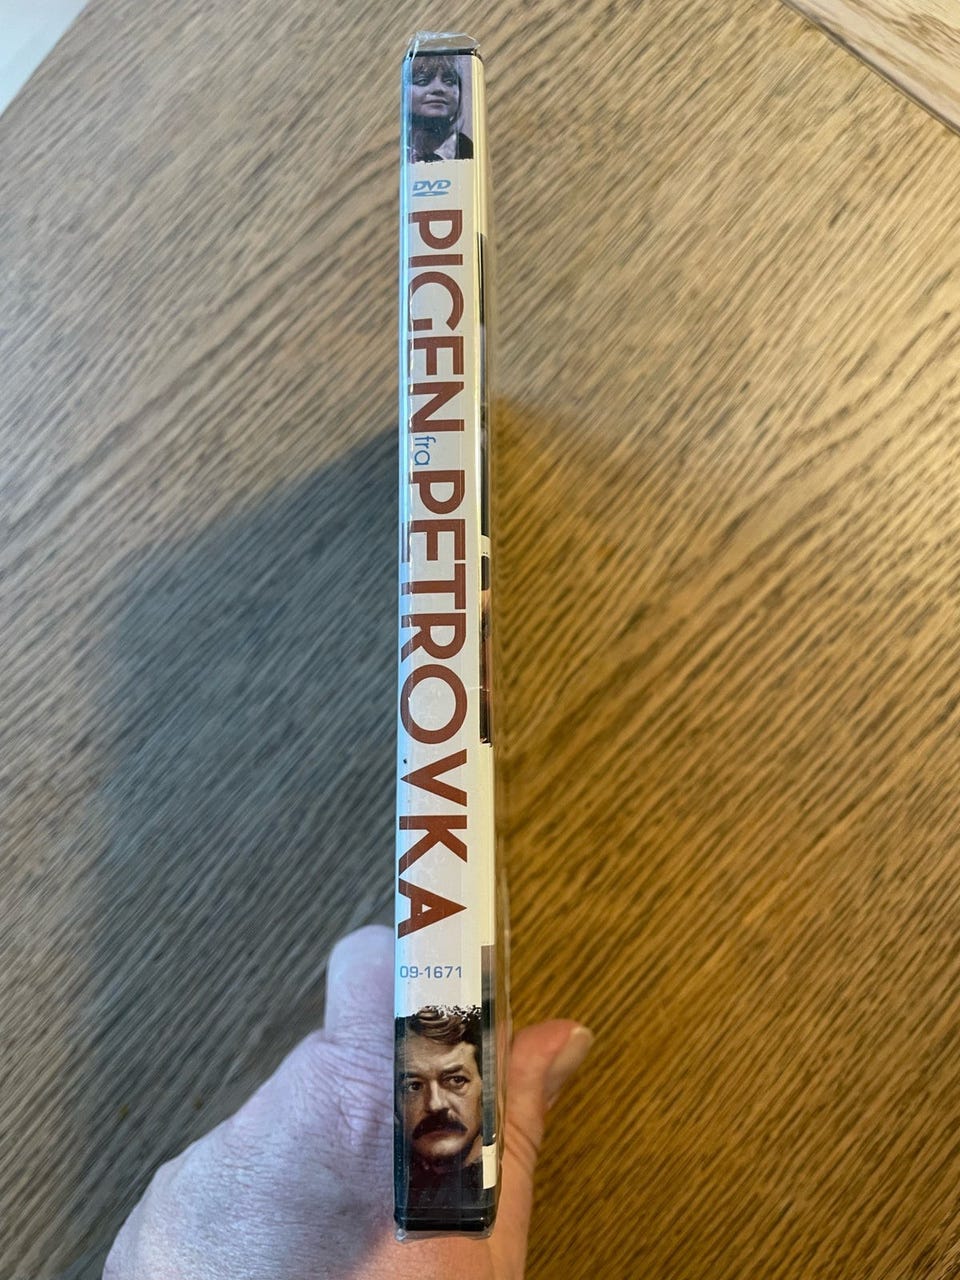 DVD
PIGEN fra PETROVKA
09-1671